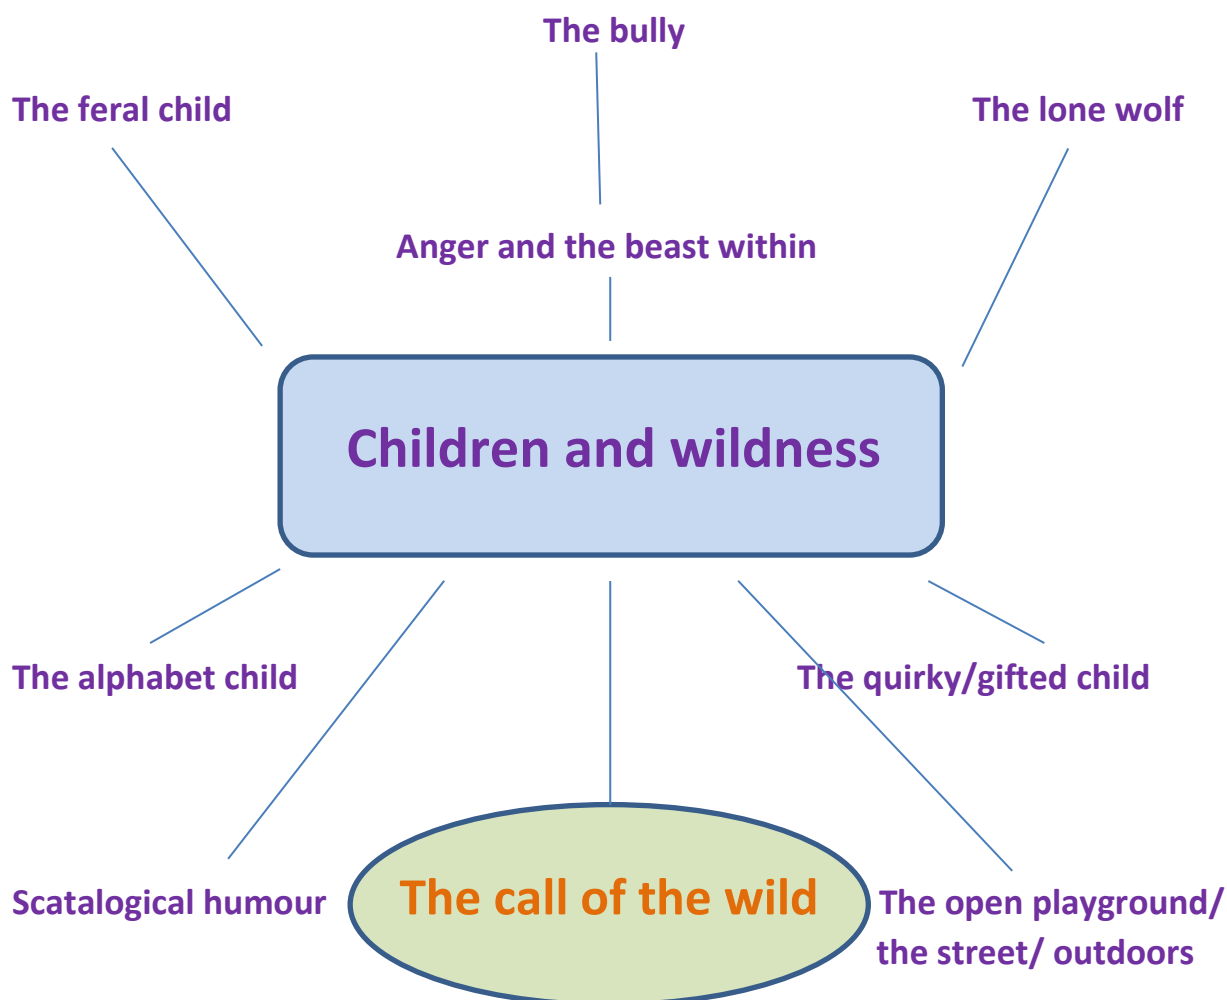 The bully
The feral child
The lone wolf
Anger and the beast within
Children and wildness
The alphabet child
The quirky/gifted child
Scatalogical humour
The call of the wild
The open playground/
the street/ outdoors